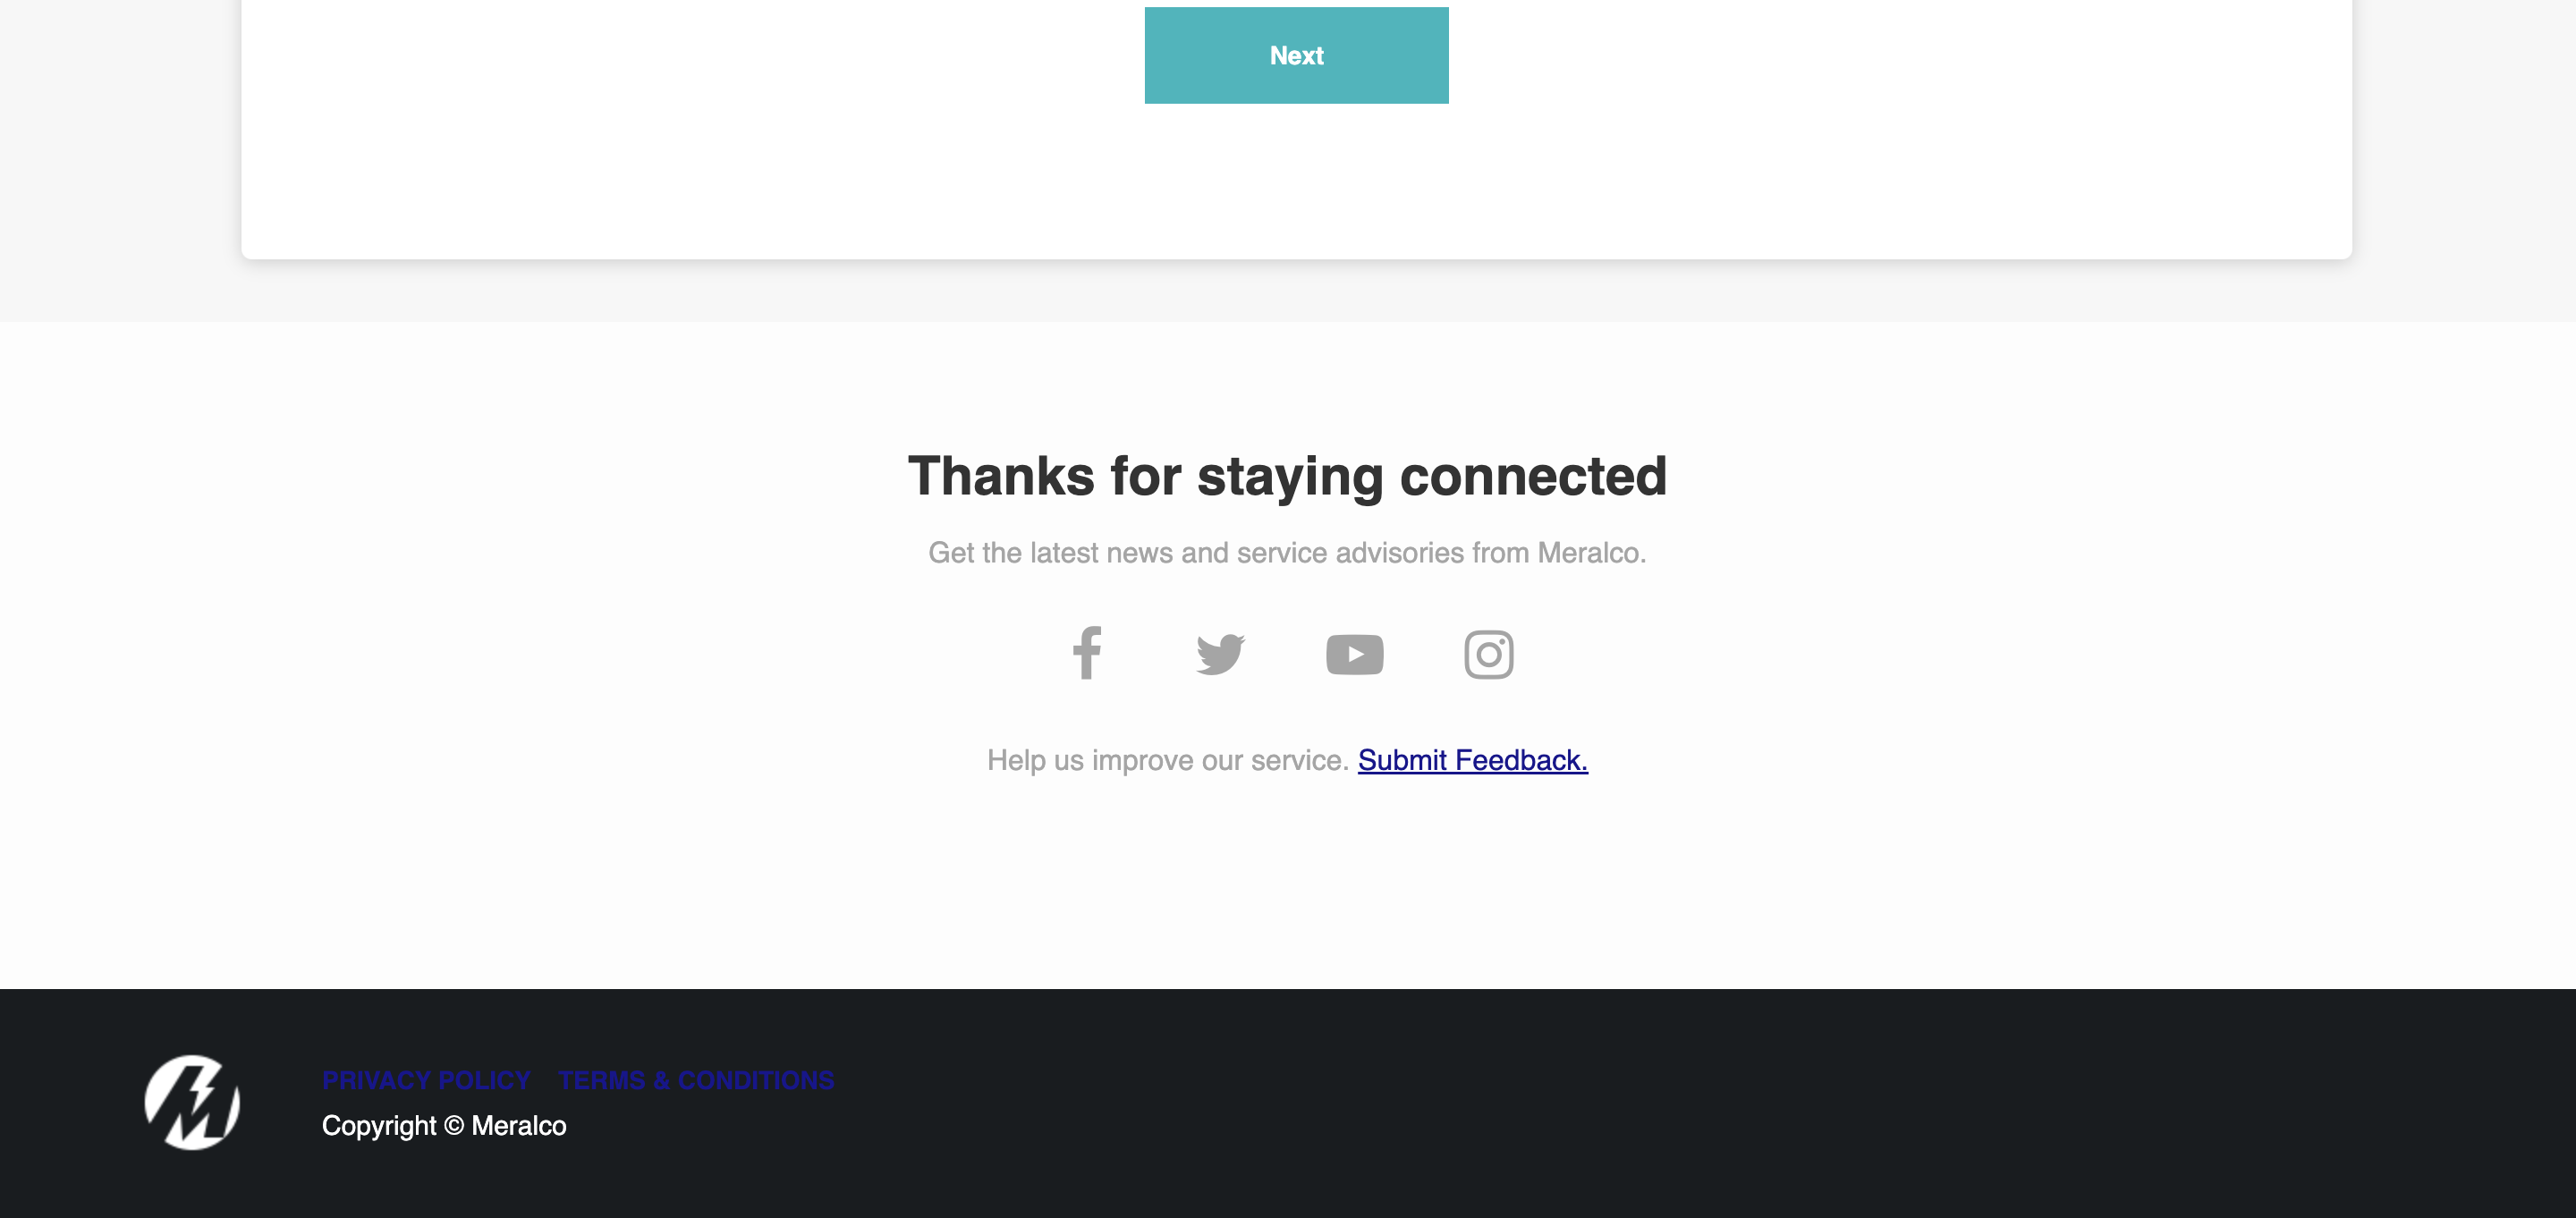 Next
Thanks for staying connected
Get the latest news and service advisories from Meralco.
Help us improve our service. Submit Feedback.
PRIVACY POLICY TERMS & CONDITIONS
Copyright © Meralco